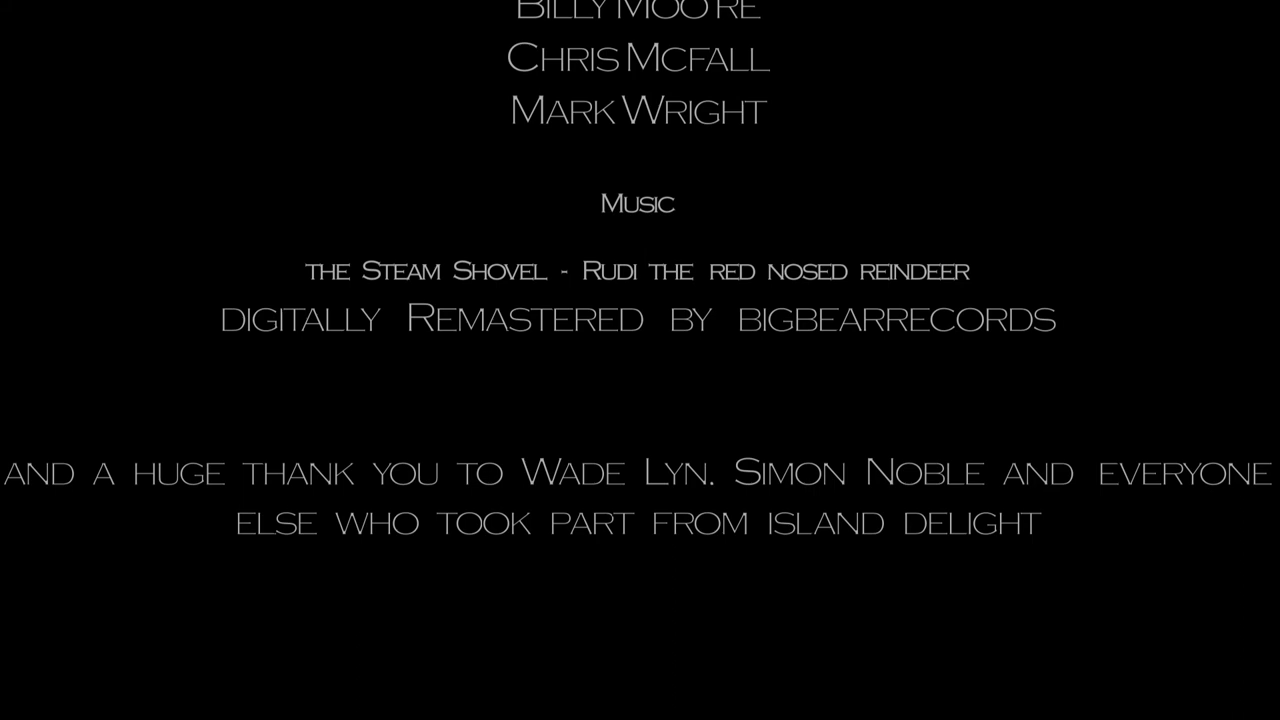 Billy Moore
Chris Mcfall
Mark Wright
Music
the Steam Shovel - Rudi the red nosed reindeer
digitally Remastered by bigbearrecords
and a huge thank you to Wade Lyn. Simon Noble and everyone
else who took part from island delight